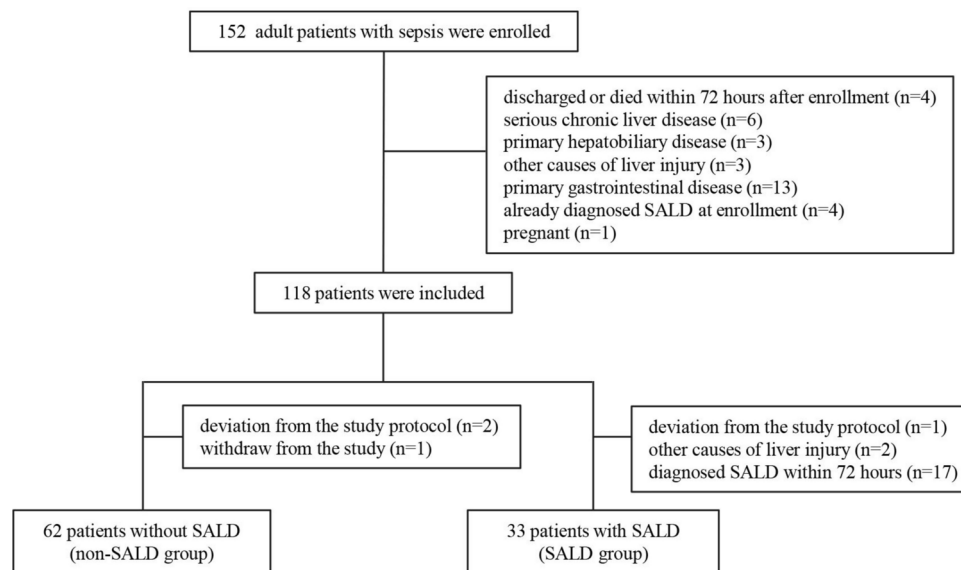 152 adult patients with sepsis were enrolled
discharged or died within 72 hours after enrollment (n=4)
serious chronic liver disease (n=6)
primary hepatobiliary disease (n=3)
other causes of liver injury (n=3)
primary gastrointestinal disease (n=13)
already diagnosed SALD at enrollment (n=4)
pregnant (n=1)
118 patients were included
deviation from the study protocol (n=2)
withdraw from the study (n=1)
deviation from the study protocol (n=1)
other causes of liver injury (n=2)
diagnosed SALD within 72 hours (n=17)
62 patients without SALD
(non-SALD group)
33 patients with SALD
(SALD group)